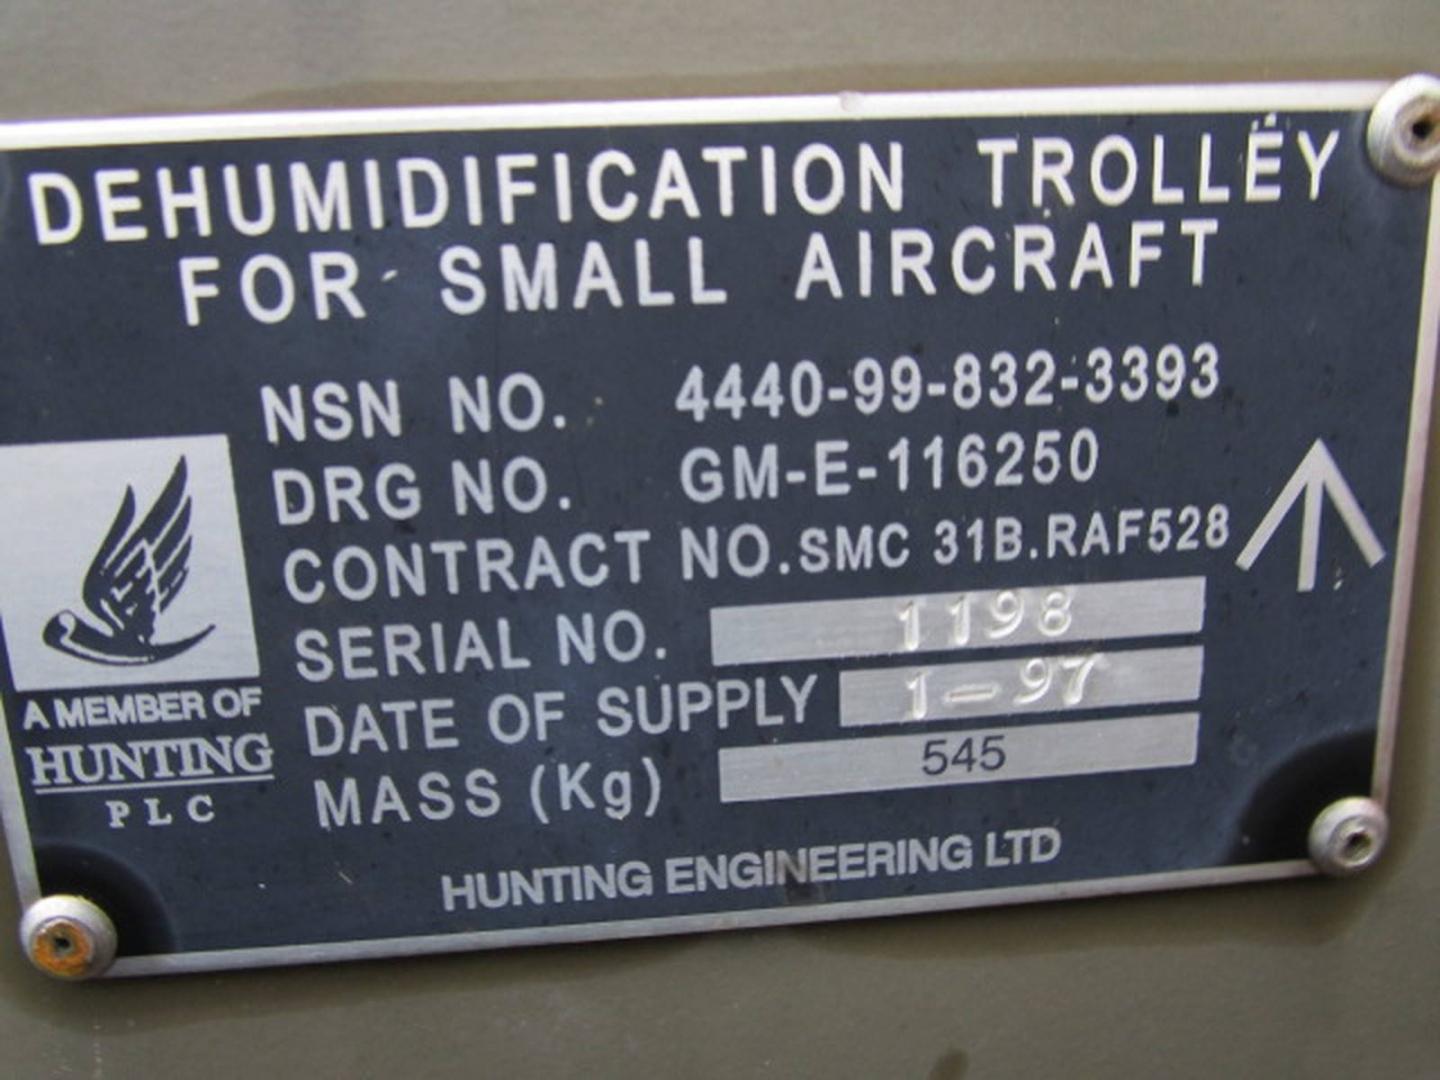 DEHUMIDIFICATION TROLLEY
FOR SMALL AIRCRAFT
NSN NO. 4440-99-832-3393
DRG NO. GM-E-116250
CONTRACT NO.SMC 31B.RAF528
SERIAL NO. 1198
DATE OF SUPPLY 1-97
MASS (Kg) 545
A MEMBER OF
HUNTING
PLC
HUNTING ENGINEERING LTD